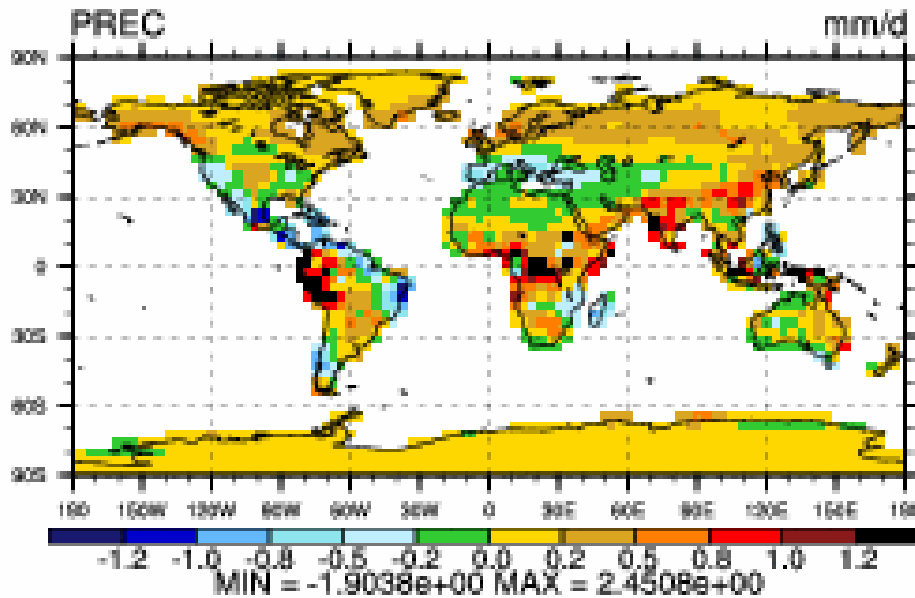 PREC mm/d
90N
60N
30N
0
30S
60S
90S
180 150W 120W 90W 60W 30W 0 30E 60E 90E 120E 150E 180
-1.2 -1.0 -0.8 -0.5 -0.2 0.0 0.2 0.5 0.8 1.0 1.2
MIN = -1.9038e+00 MAX = 2.4508e+00